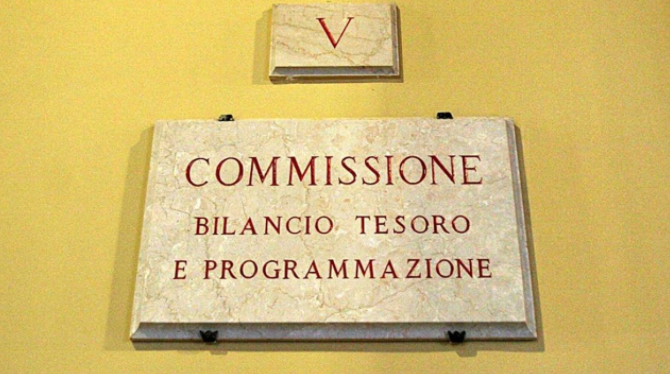 V
COMMISSIONE
BILANCIO TESORO
E PROGRAMMAZIONE